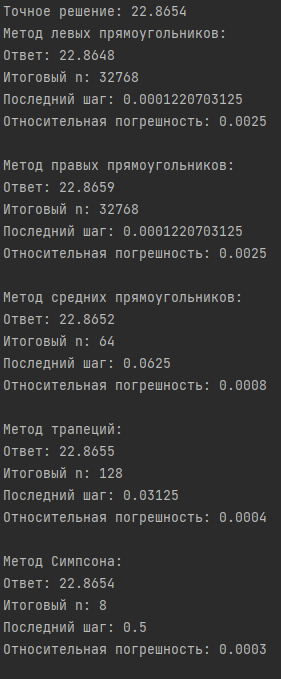 Точное решение: 22.8654
Метод левых прямоугольников:
Ответ: 22.8648
Итоговый n: 32768
Последний шаг: 0.0001220703125
Относительная погрешность: 0.0025
Метод правых прямоугольников:
Ответ: 22.8659
Итоговый n: 32768
Последний шаг: 0.0001220703125
Относительная погрешность: 0.0025
Метод средних прямоугольников:
Ответ: 22.8652
Итоговый n: 64
Последний шаг: 0.0625
Относительная погрешность: 0.0008
Метод трапеций:
Ответ: 22.8655
Итоговый n: 128
Последний шаг: 0.03125
Относительная погрешность: 0.0004
Метод Симпсона:
Ответ: 22.8654
Итоговый n: 8
Последний шаг: 0.5
Относительная погрешность: 0.0003